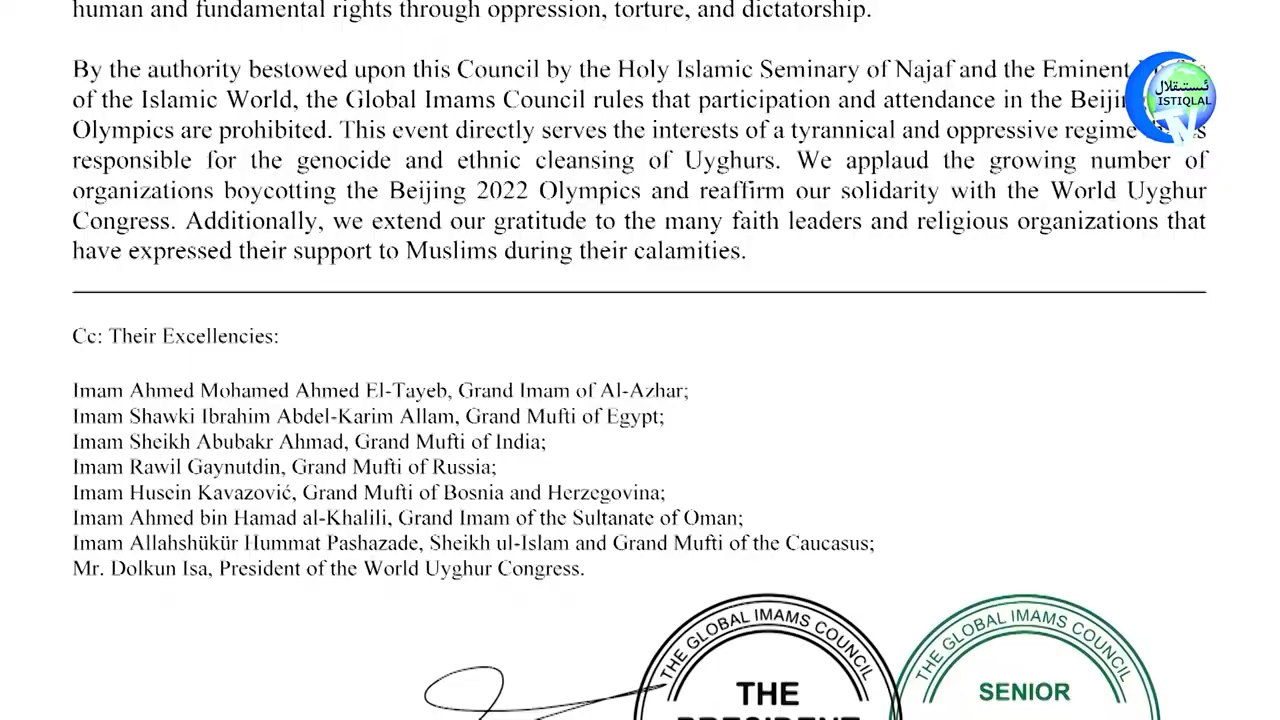 human and fundamental rights through oppression, torture, and dictatorship.
By the authority bestowed upon this Council by the Holy Islamic Seminary of Najaf and the Eminent
of the Islamic World, the Global Imams Council rules that participation and attendance in the
Olympics are prohibited. This event directly serves the interests of a tyrannical and oppressive regime
responsible for the genocide and ethnic cleansing of Uyghurs. We applaud the growing number of
organizations boycotting the Beijing 2022 Olympics and reaffirm our solidarity with the World Uyghur
Congress. Additionally, we extend our gratitude to the many faith leaders and religious organizations that
have expressed their support to Muslims during their calamities.
Cc: Their Excellencies:
Imam Ahmed Mohamed Ahmed El-Tayeb, Grand Imam of Al-Azhar;
Imam Shawki Ibrahim Abdel-Karim Allam, Grand Mufti of Egypt;
Imam Sheikh Abubakr Ahmad, Grand Mufti of India;
Imam Rawil Gaynutdin, Grand Mufti of Russia;
Imam Husein Kavazović, Grand Mufti of Bosnia and Herzegovina;
Imam Ahmed bin Hamad al-Khalili, Grand Imam of the Sultanate of Oman;
Imam Allahshükür Hummat Pashazade, Sheikh ul-Islam and Grand Mufti of the Caucasus;
Mr. Dolkun Isa, President of the World Uyghur Congress.
ئىستىقلال
ISTIQLAL
TV
THE GLOBAL IMAMS COUNCIL
THE
PRESIDENT
THE GLOBAL IMAMS COUNCIL
SENIOR